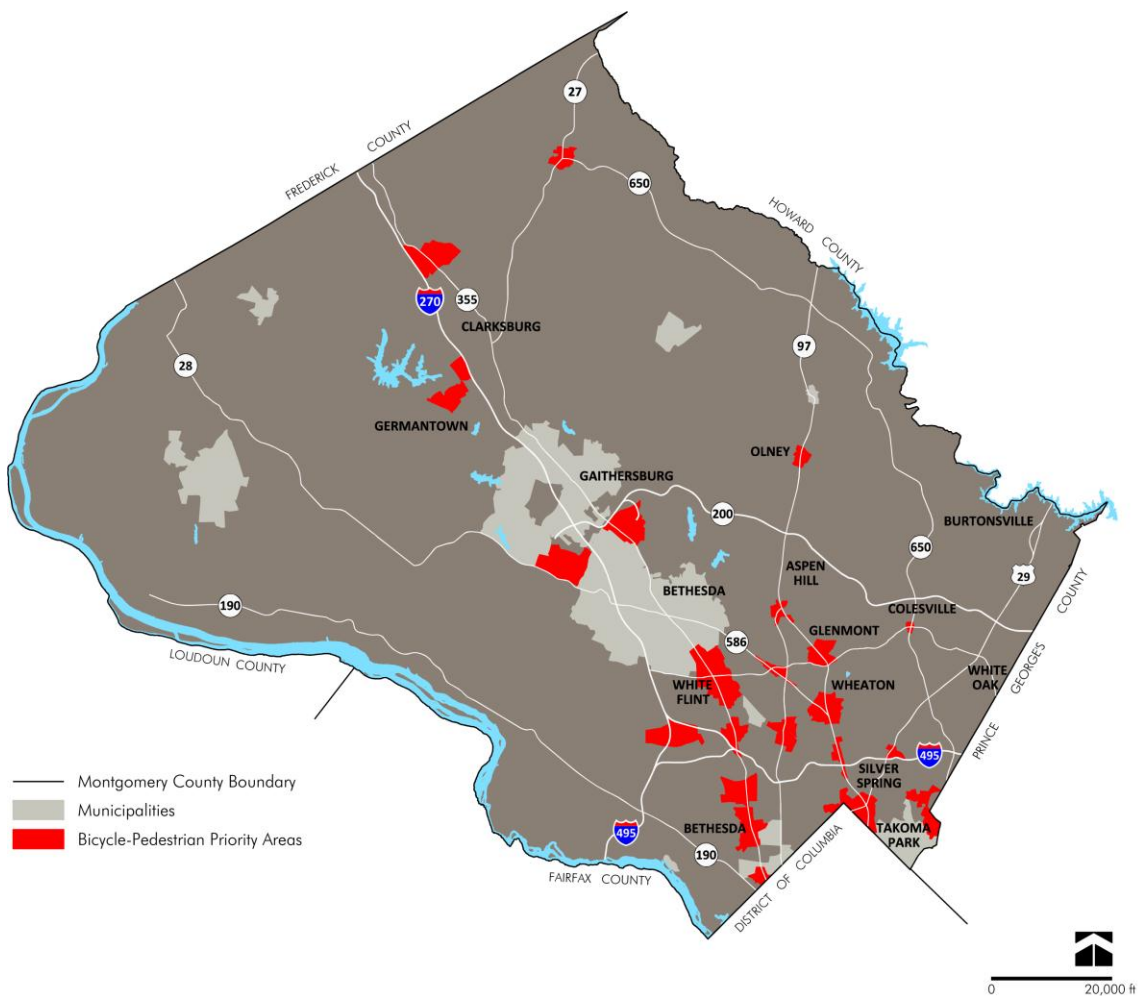 27
FREDERICK COUNTY
650
HOWARD COUNTY
270
355
CLARKSBURG
97
28
GERMANTOWN
OLNEY
GAITHERSBURG
200
BURTONSVILLE
650
29
ASPEN
HILL
BETHESDA
190
COLESVILLE
586
GLENMONT
LOUDOUN COUNTY
WHITE
FLINT
WHEATON
WHITE
OAK
PRINCE GEORGE'S COUNTY
495
SILVER
SPRING
Montgomery County Boundary
Municipalities
Bicycle-Pedestrian Priority Areas
495
BETHESDA
TAKOMA
PARK
190
FAIRFAX COUNTY
DISTRICT OF COLUMBIA
0 20,000 ft